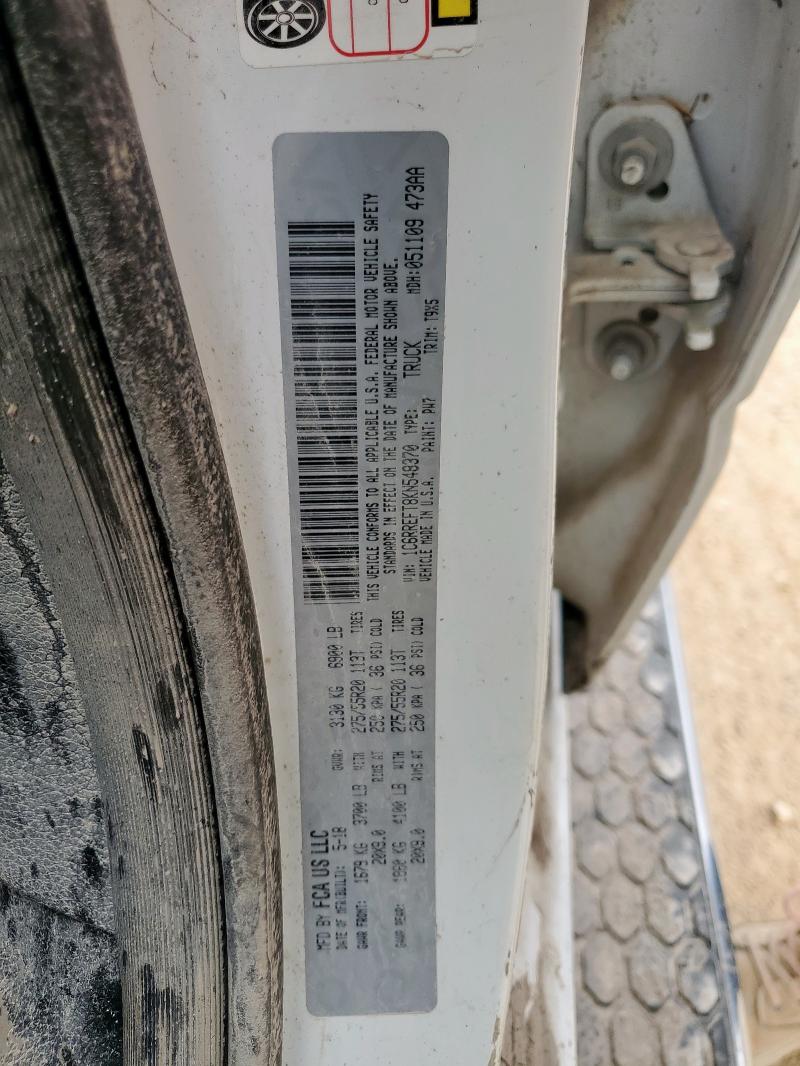 MFD BY FCA US LLC
DATE OF MFR(BUILT): 5-18 GVWR: 3130 KG 6900 LB
GAWR FRONT: 1679 KG 3700 LB WITH 275/55R20 113T TIRES
20X9.0 RIMS AT 250 KPA ( 36 PSI) COLD
GAWR REAR: 1860 KG 4100 LB WITH 275/55R20 113T TIRES
20X9.0 RIMS AT 250 KPA ( 36 PSI) COLD
THIS VEHICLE CONFORMS TO ALL APPLICABLE U.S.A. FEDERAL MOTOR VEHICLE SAFETY
STANDARDS IN EFFECT ON THE DATE OF MANUFACTURE SHOWN ABOVE.
VIN: 1C6RREFT8KN548370 TYPE: TRUCK MDH:051109 473AA
VEHICLE MADE IN U.S.A. PAINT: PW7 TRIM: T9X5